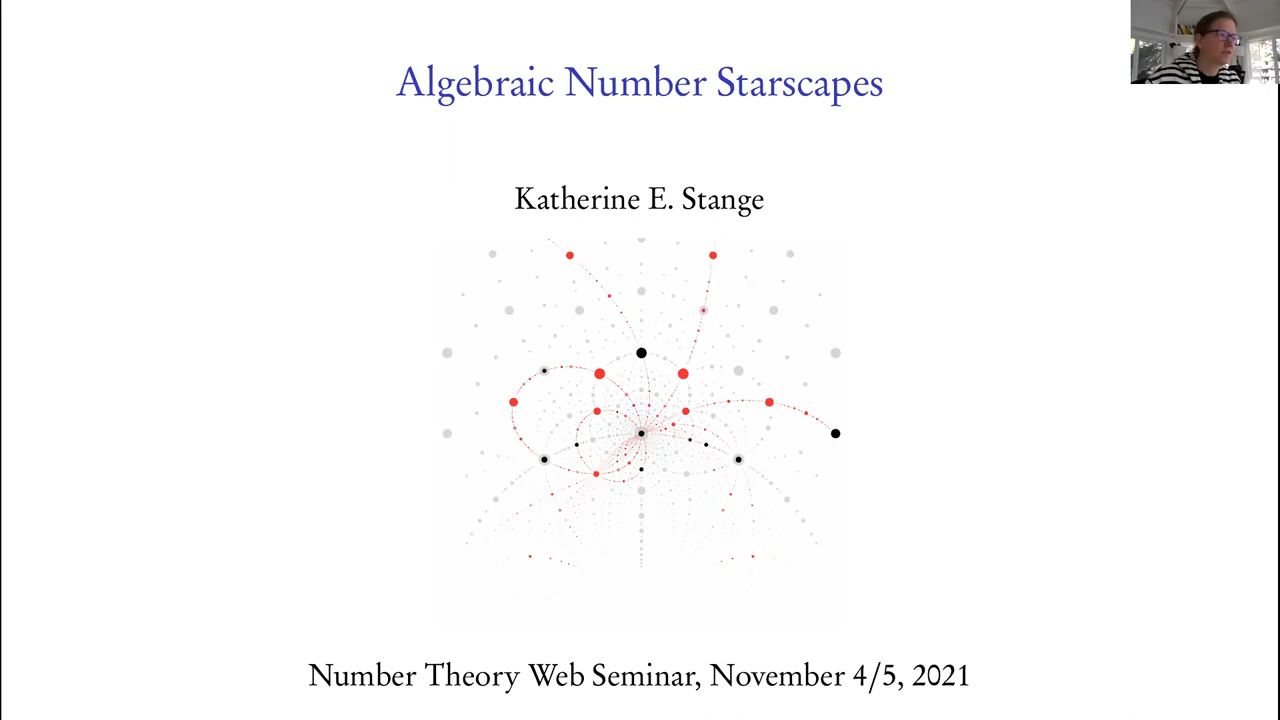 Algebraic Number Starscapes
Katherine E. Stange
Number Theory Web Seminar, November 4/5, 2021